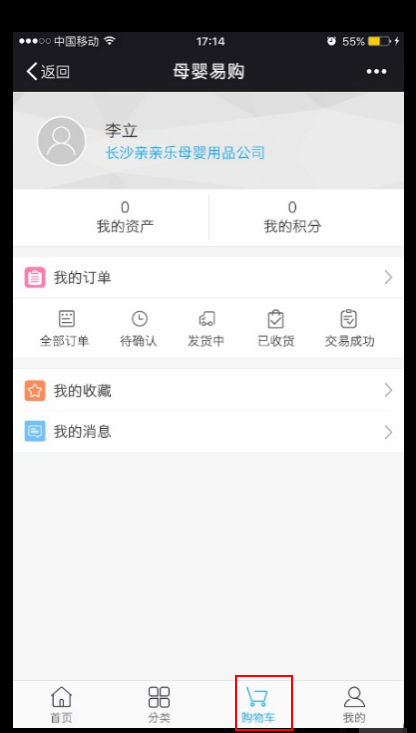 中国移动 17:14 55%
返回 母婴易购
李立
长沙亲亲乐母婴用品公司
0 0
我的资产 我的积分
我的订单
全部订单 待确认 发货中 已收货 交易成功
我的收藏
我的消息
首页 分类 购物车 我的